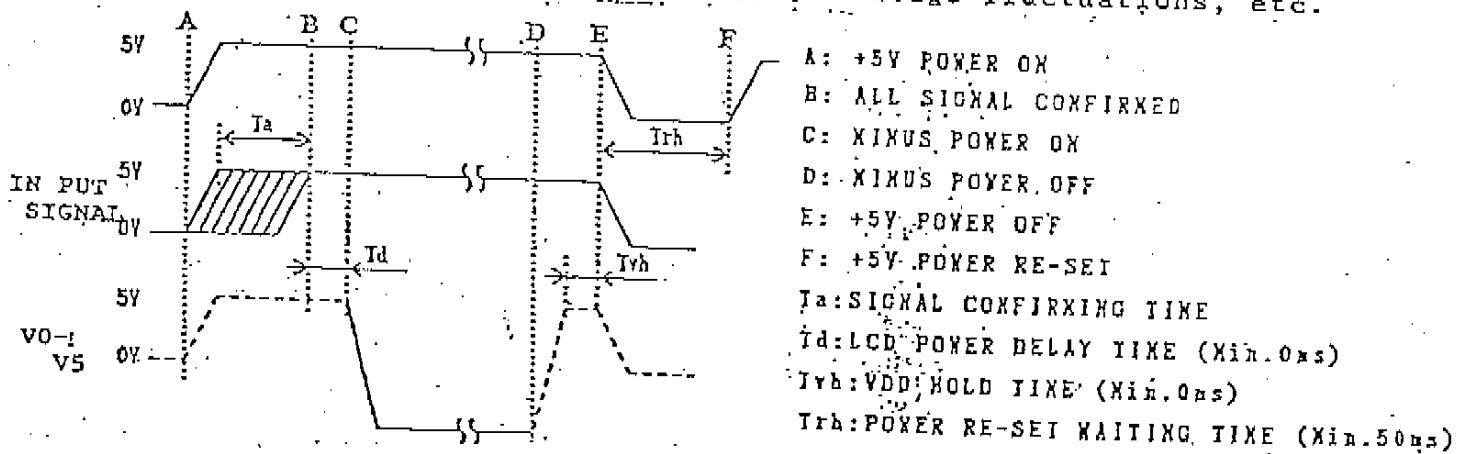 fluctuations, etc.
A B C D E F
5V
0V
Ta
Trh
IN PUT
SIGNAL
5V
0V
Td
Tvh
5V
V0-
V5
0V
A: +5V POWER ON
B: ALL SIGNAL CONFIRMED
C: MINUS POWER ON
D: MINUS POWER OFF
E: +5V POWER OFF
F: +5V POWER RE-SET
Ta:SIGNAL CONFIRMING TIME
Td:LCD POWER DELAY TIME (Min.0ms)
Tvh:VDD HOLD TIME (Min.0ms)
Trh:POWER RE-SET WAITING TIME (Min.50ms)